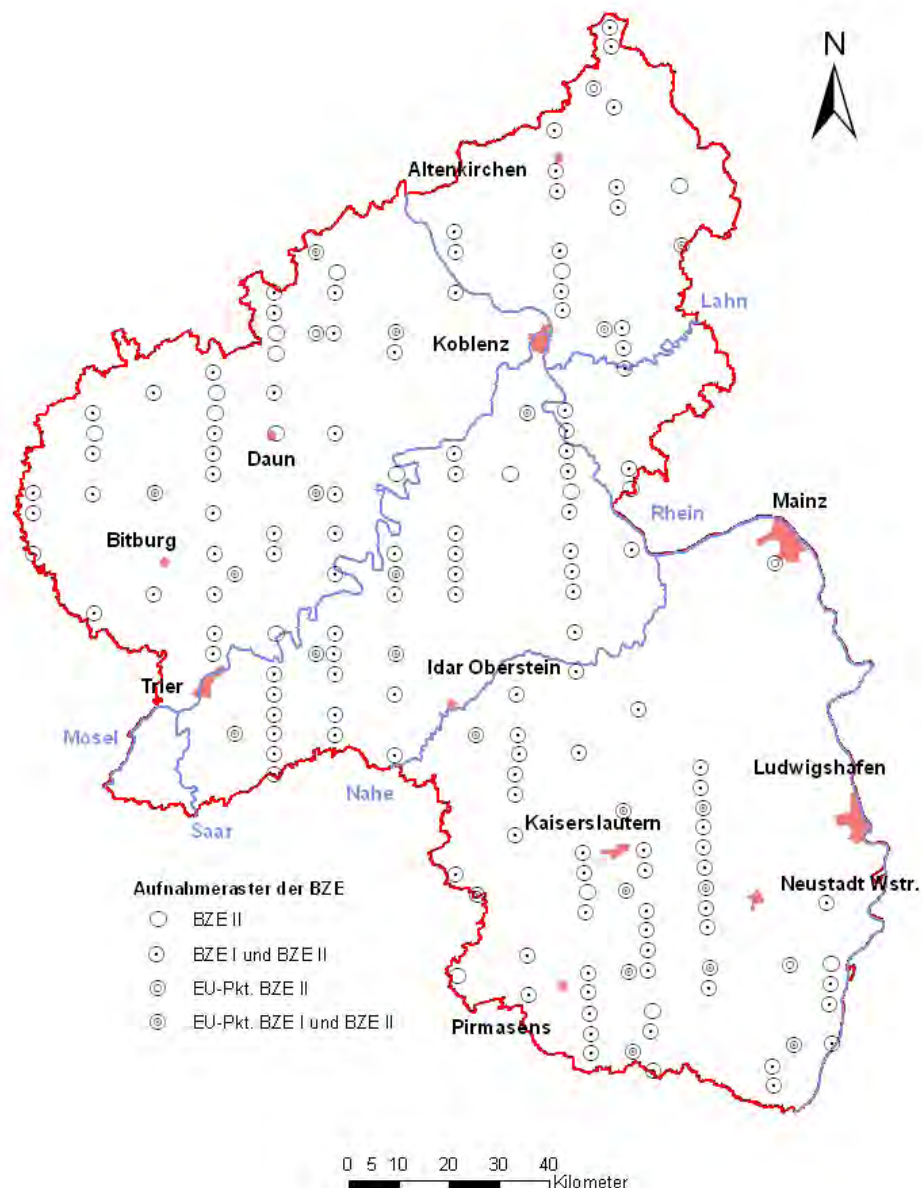 N
Altenkirchen
Lahn
Koblenz
Daun
Rhein
Mainz
Bitburg
Idar Oberstein
Trier
Mosel
Ludwigshafen
Nahe
Saar
Kaiserslautern
Neustadt Wstr.
Aufnahmeraster der BZE
BZE II
BZE I und BZE II
EU-Pkt. BZE II
EU-Pkt. BZE I und BZE II
Pirmasens
0 5 10 20 30 40
Kilometer